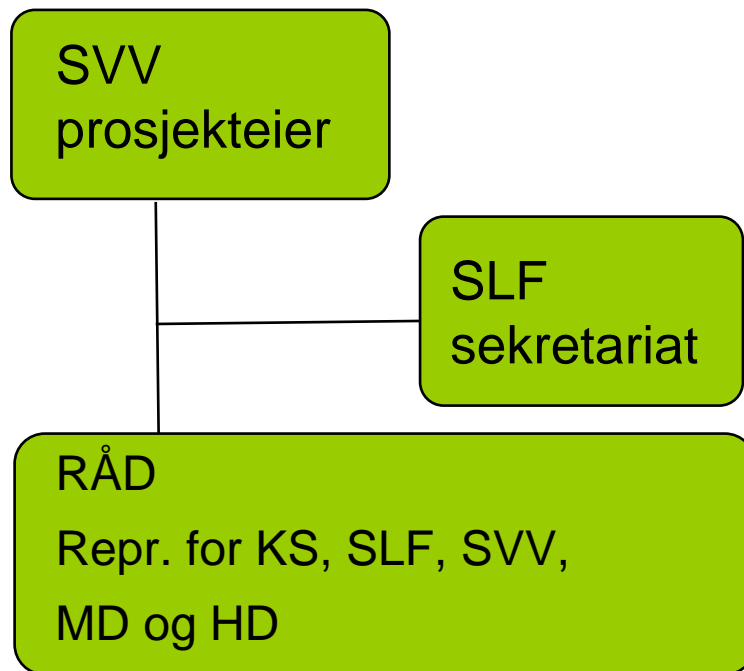 SVV
prosjekteier
SLF
sekretariat
RÅD
Repr. for KS, SLF, SVV,
MD og HD